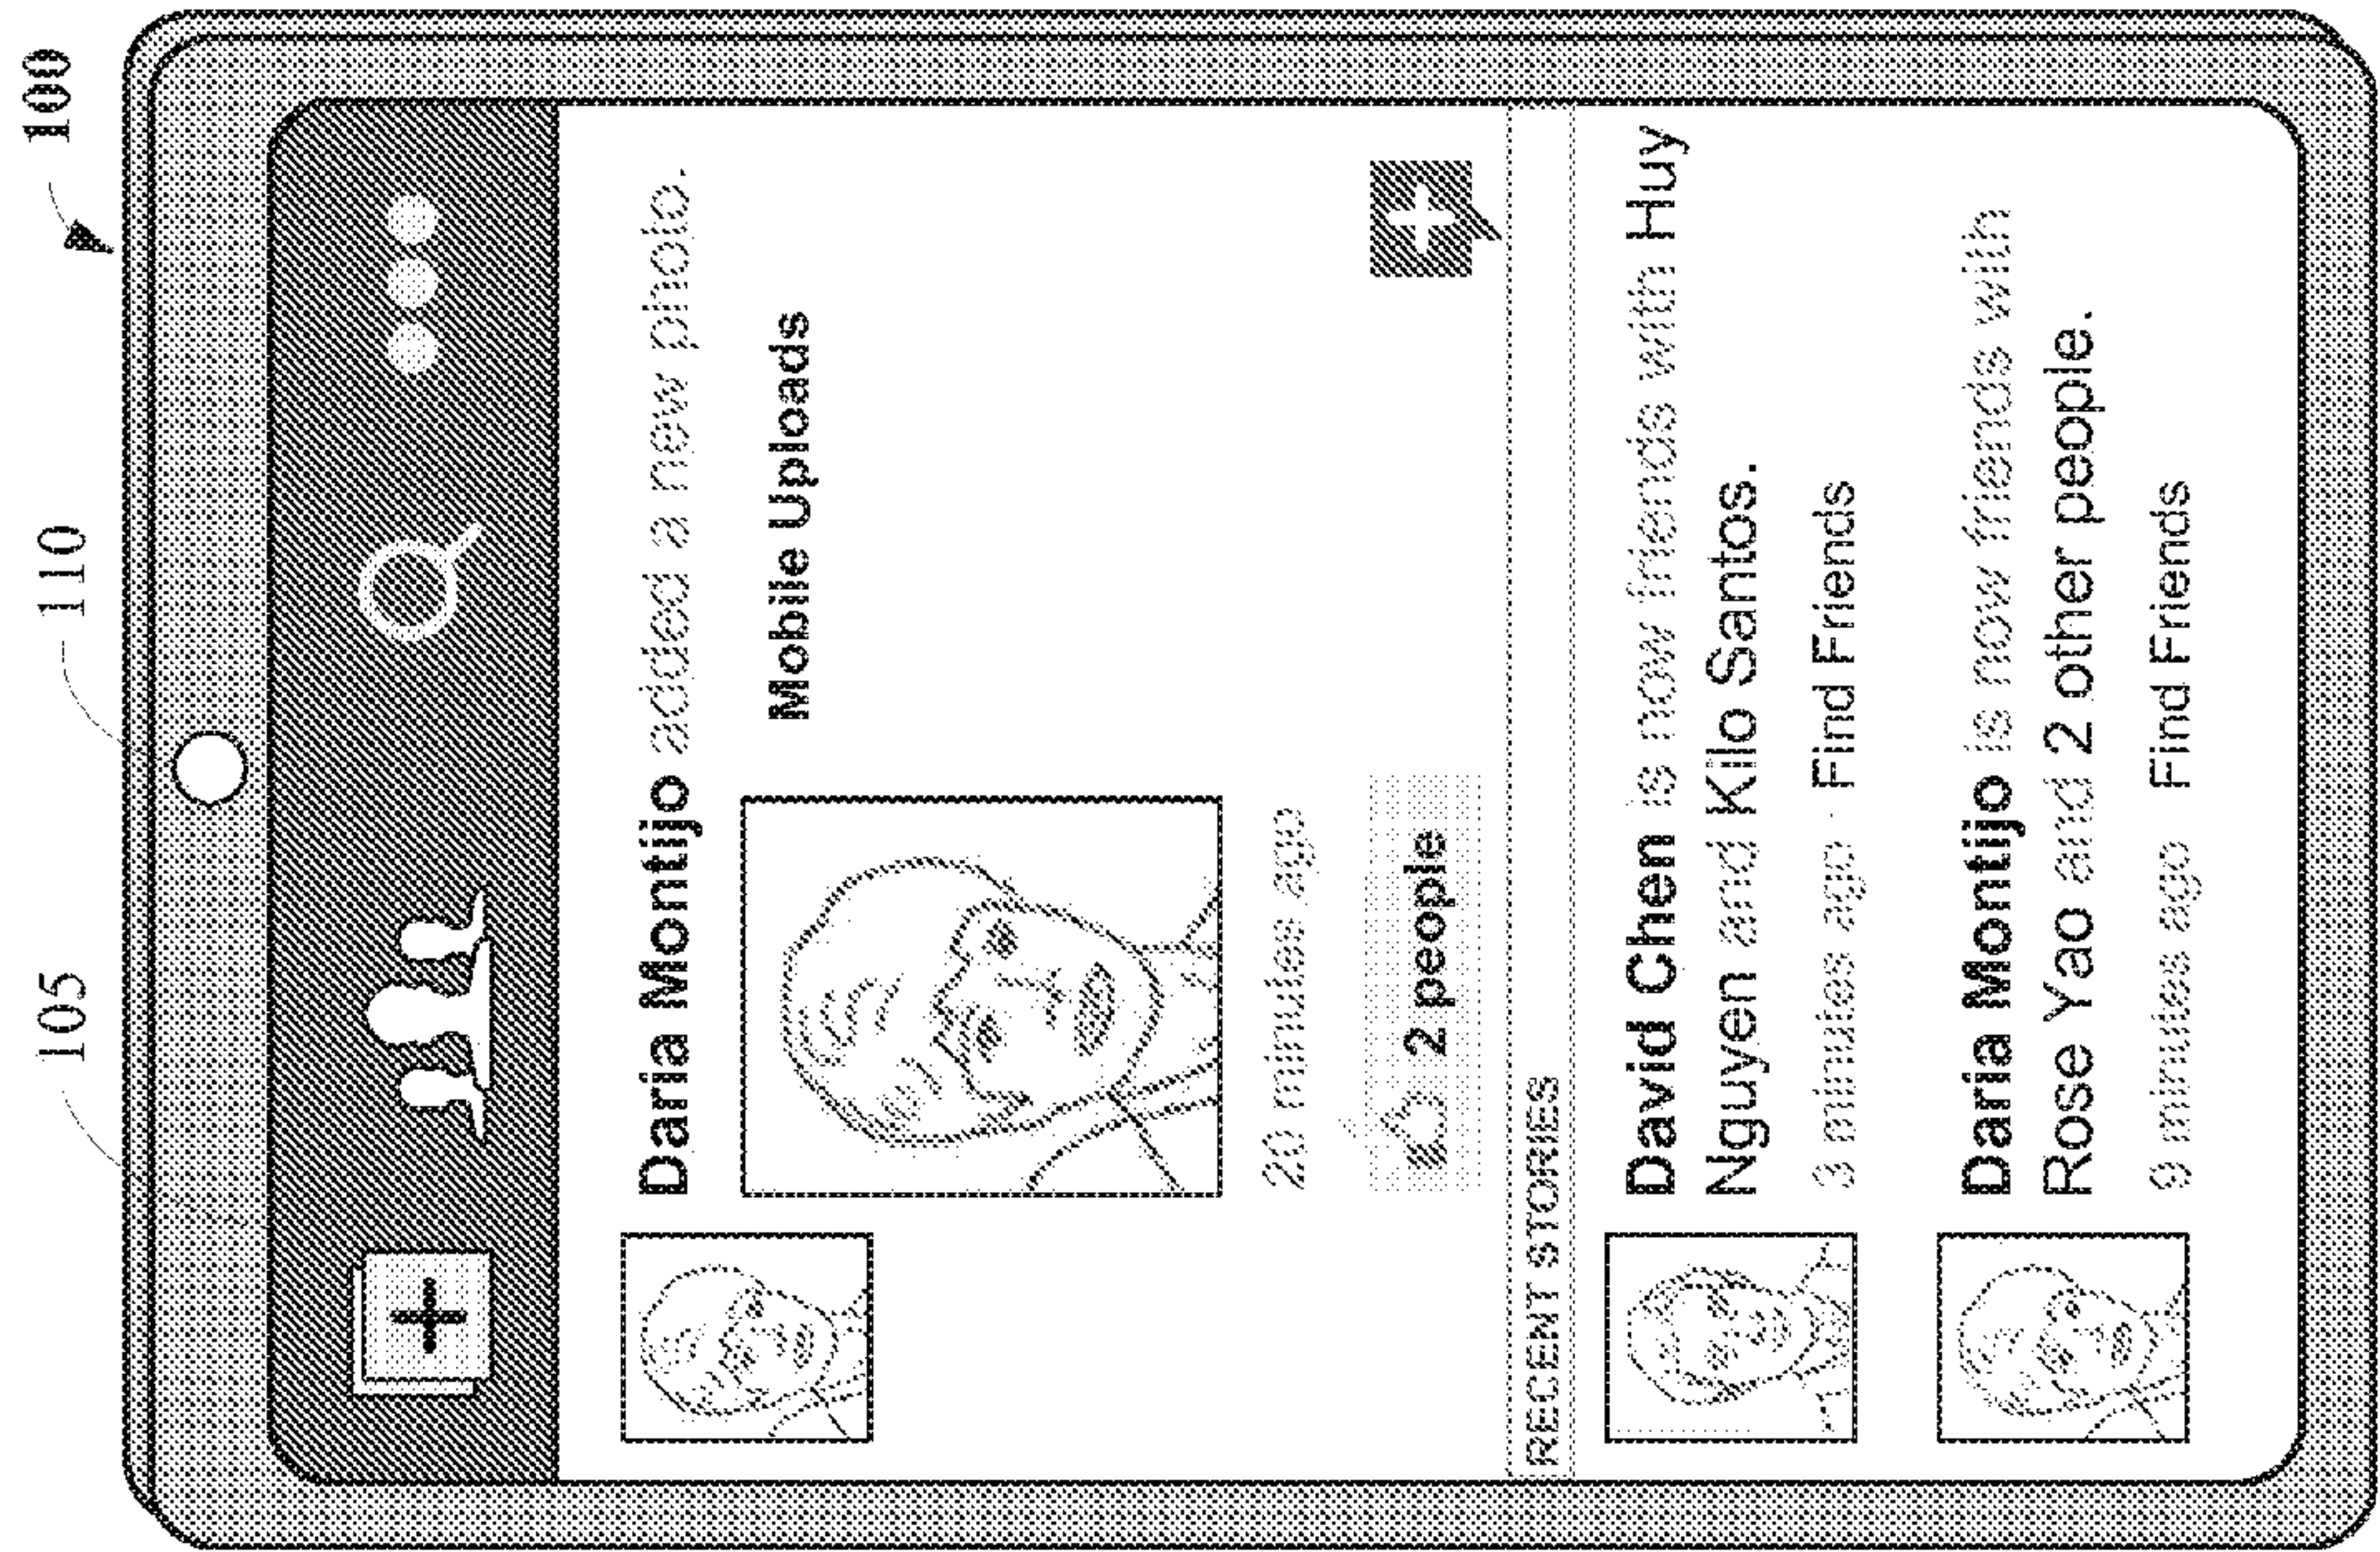 105
110
100
Daria Montijo added a new photo.
Mobile Uploads
20 minutes ago
2 people
RECENT STORIES
David Chen is now friends with Huy
Nguyen and Kilo Santos.
3 minutes ago · Find Friends
Daria Montijo is now friends with
Rose Yao and 2 other people.
9 minutes ago Find Friends